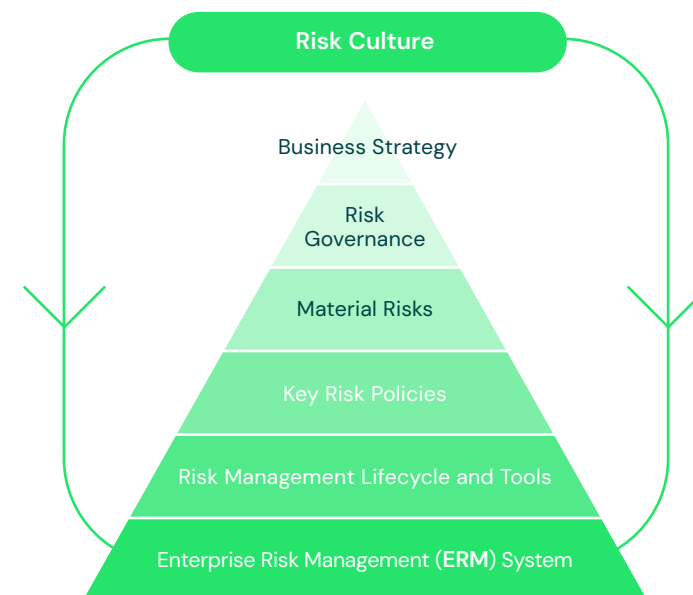 Risk Culture
Business Strategy
Risk
Governance
Material Risks
Key Risk Policies
Risk Management Lifecycle and Tools
Enterprise Risk Management (ERM) System